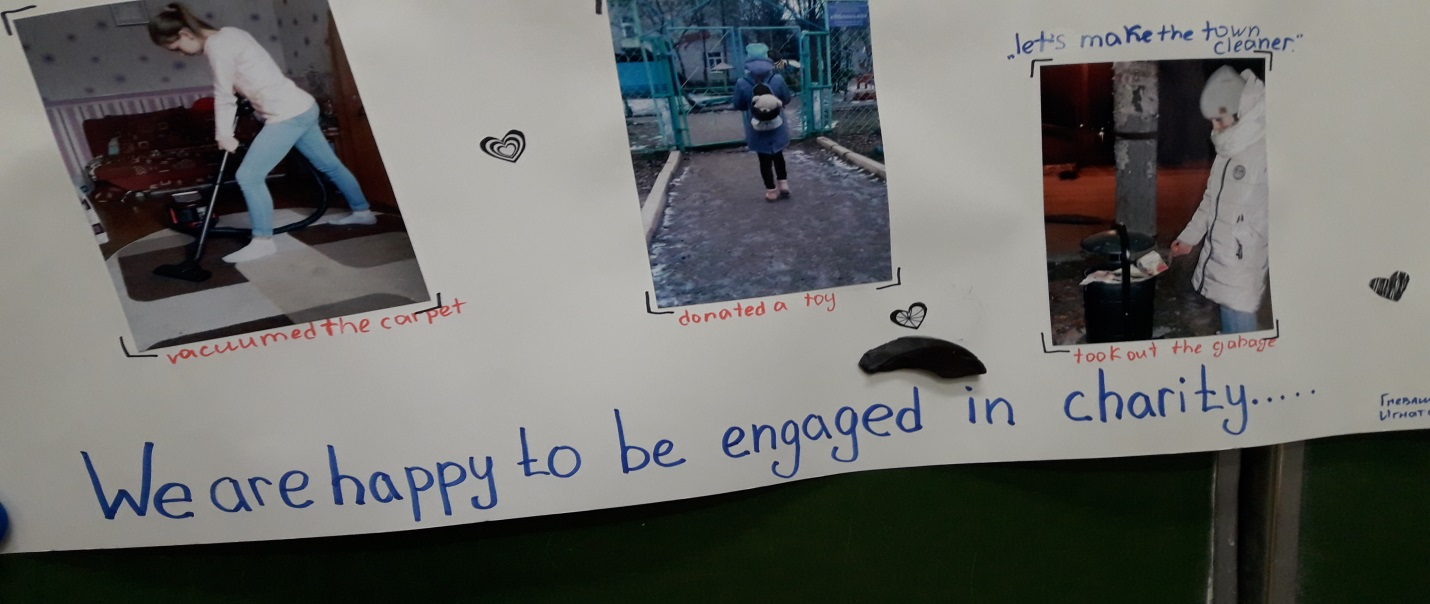 „let's make the town
cleaner."
vacuumed the carpet
donated a toy
took out the gabage
We are happy to be engaged in charity.....